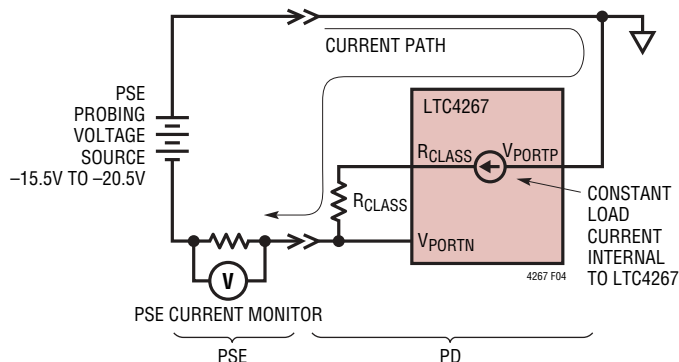 CURRENT PATH
PSE
PROBING
VOLTAGE
SOURCE
–15.5V TO –20.5V
LTC4267
RCLASS
VPORTP
RCLASS
VPORTN
CONSTANT
LOAD
CURRENT
INTERNAL
TO LTC4267
4267 F04
V
PSE CURRENT MONITOR
PSE
PD